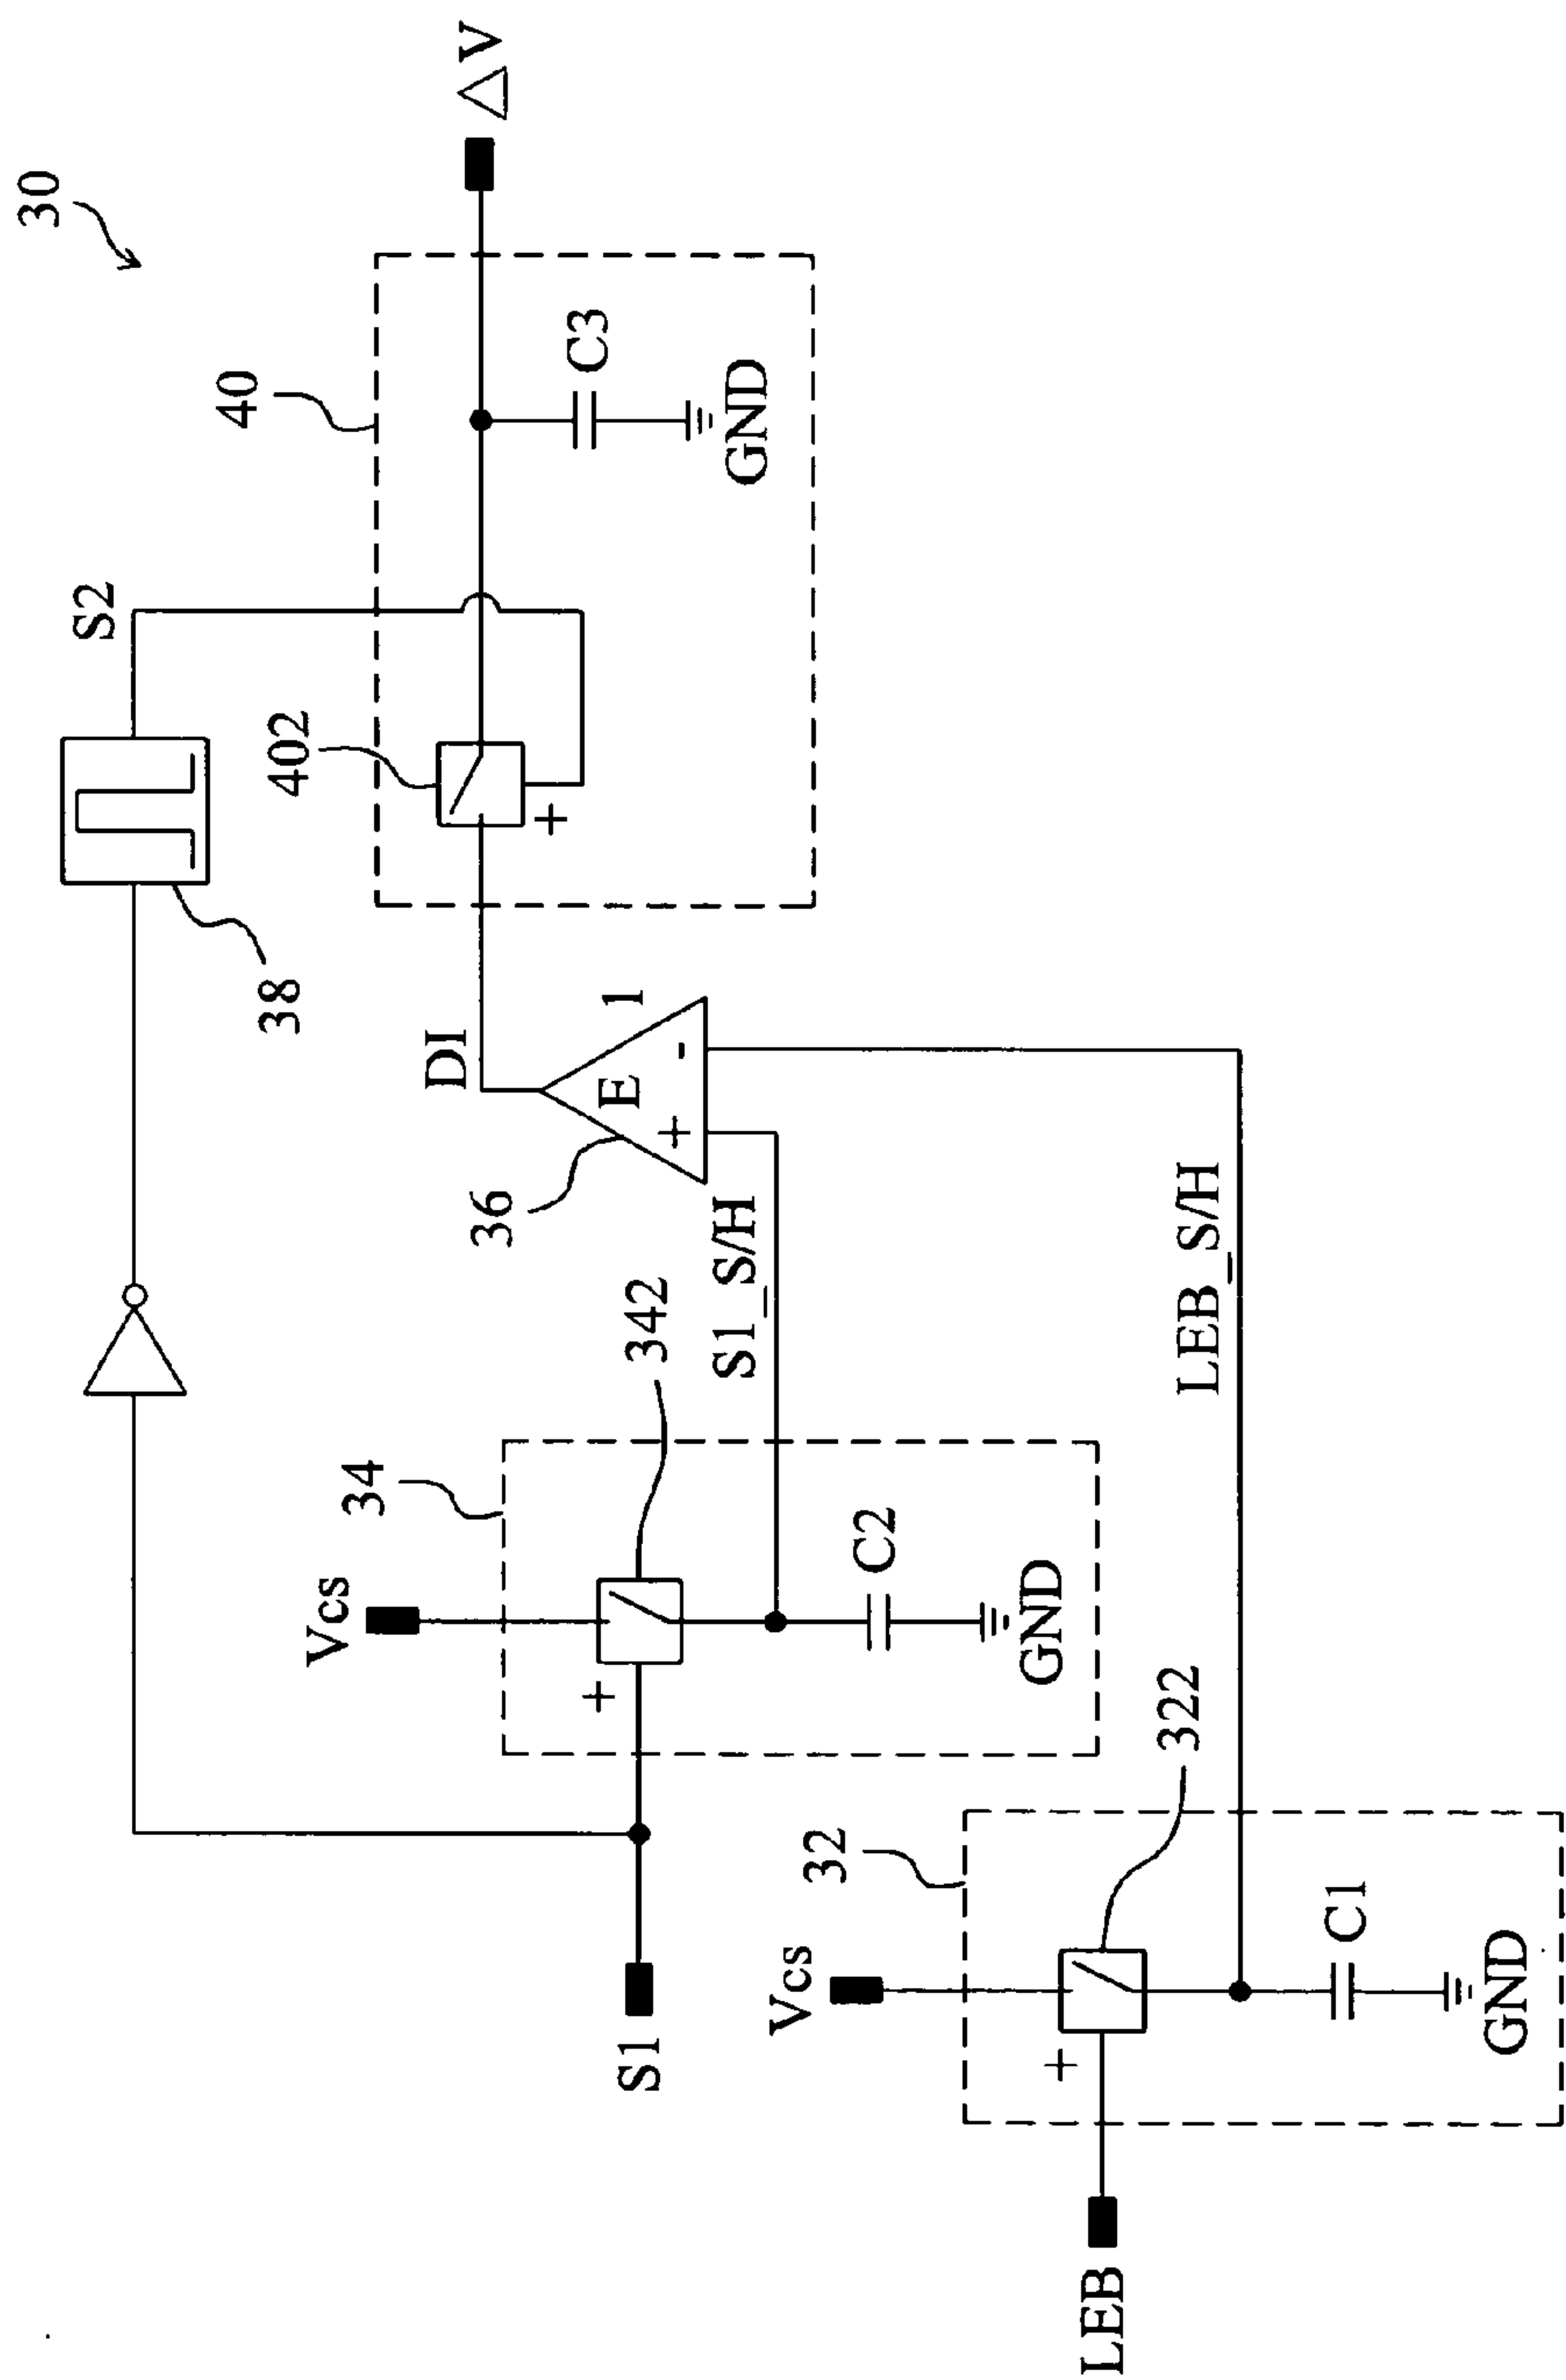 30
S2
38
402
40
△V
C3
GND
+
DI
36
E
1
+
-
S1_S/H
34
342
Vcs
+
C2
GND
S1
LEB_S/H
32
322
Vcs
+
C1
GND
LEB